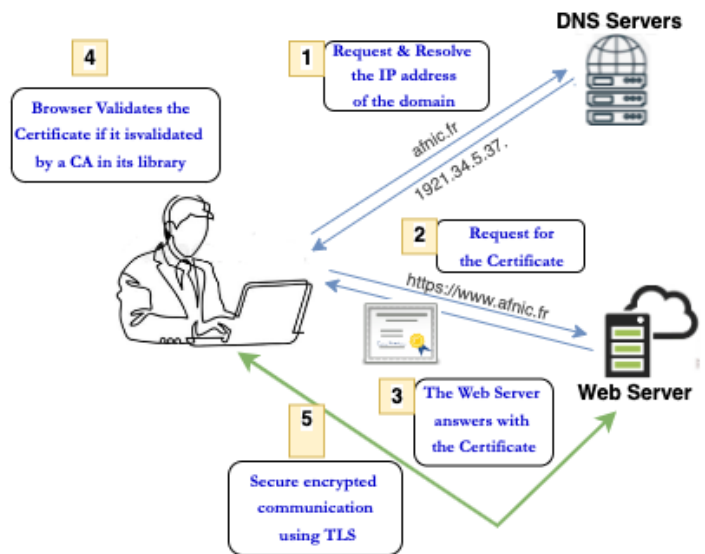 DNS Servers
1
Request & Resolve
the IP address
of the domain
4
Browser Validates the
Certificate if it isvalidated
by a CA in its library
afnic.fr
1921.34.5.37.
2
Request for
the Certificate
https://www.afnic.fr
Web Server
3
The Web Server
answers with
the Certificate
5
Secure encrypted
communication
using TLS